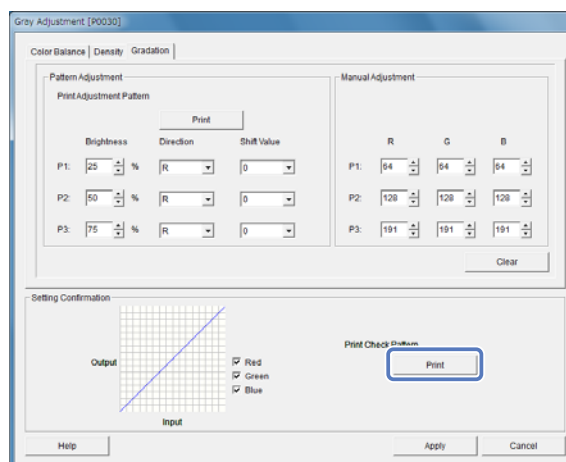 Gray Adjustment [P0030]
Color Balance Density Gradation
Pattern Adjustment
Print Adjustment Pattern
Print
Brightness Direction Shift Value
P1: 25 % R 0
P2: 50 % R 0
P3: 75 % R 0
Manual Adjustment
R G B
P1: 64 64 64
P2: 128 128 128
P3: 191 191 191
Clear
Setting Confirmation
Output
Input
Red
Green
Blue
Print Check Pattern
Print
Help Apply Cancel